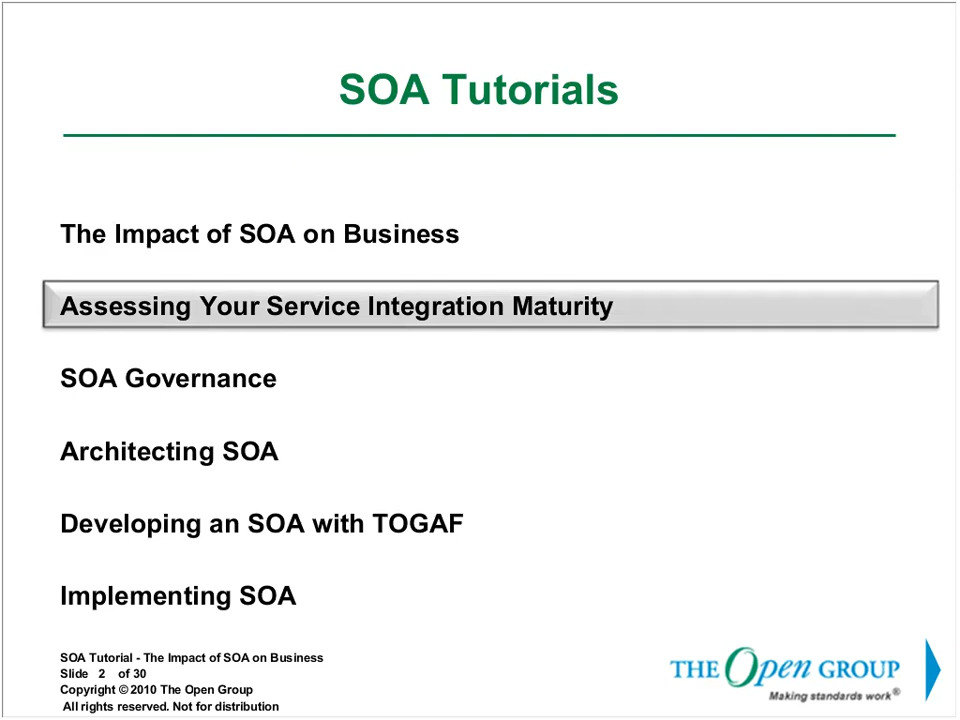 SOA Tutorials
The Impact of SOA on Business
Assessing Your Service Integration Maturity
SOA Governance
Architecting SOA
Developing an SOA with TOGAF
Implementing SOA
SOA Tutorial - The Impact of SOA on Business
Slide 2 of 30
Copyright © 2010 The Open Group
All rights reserved. Not for distribution
THE Open GROUP
Making standards work®